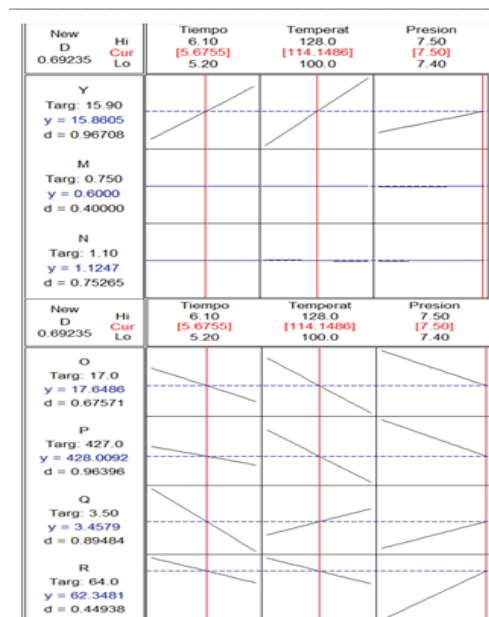 New
D
0.69235
Hi
Cur
Lo
Tiempo
6.10
[5.6755]
5.20
Temperat
128.0
[114.1486]
100.0
Presion
7.50
[7.50]
7.40
Y
Targ: 15.90
y = 15.8605
d = 0.96708
M
Targ: 0.750
y = 0.6000
d = 0.40000
N
Targ: 1.10
y = 1.1247
d = 0.75265
New
D
0.69235
Hi
Cur
Lo
Tiempo
6.10
[5.6755]
5.20
Temperat
128.0
[114.1486]
100.0
Presion
7.50
[7.50]
7.40
O
Targ: 17.0
y = 17.6486
d = 0.67571
P
Targ: 427.0
y = 428.0092
d = 0.96396
Q
Targ: 3.50
y = 3.4579
d = 0.89484
R
Targ: 64.0
y = 62.3481
d = 0.44938